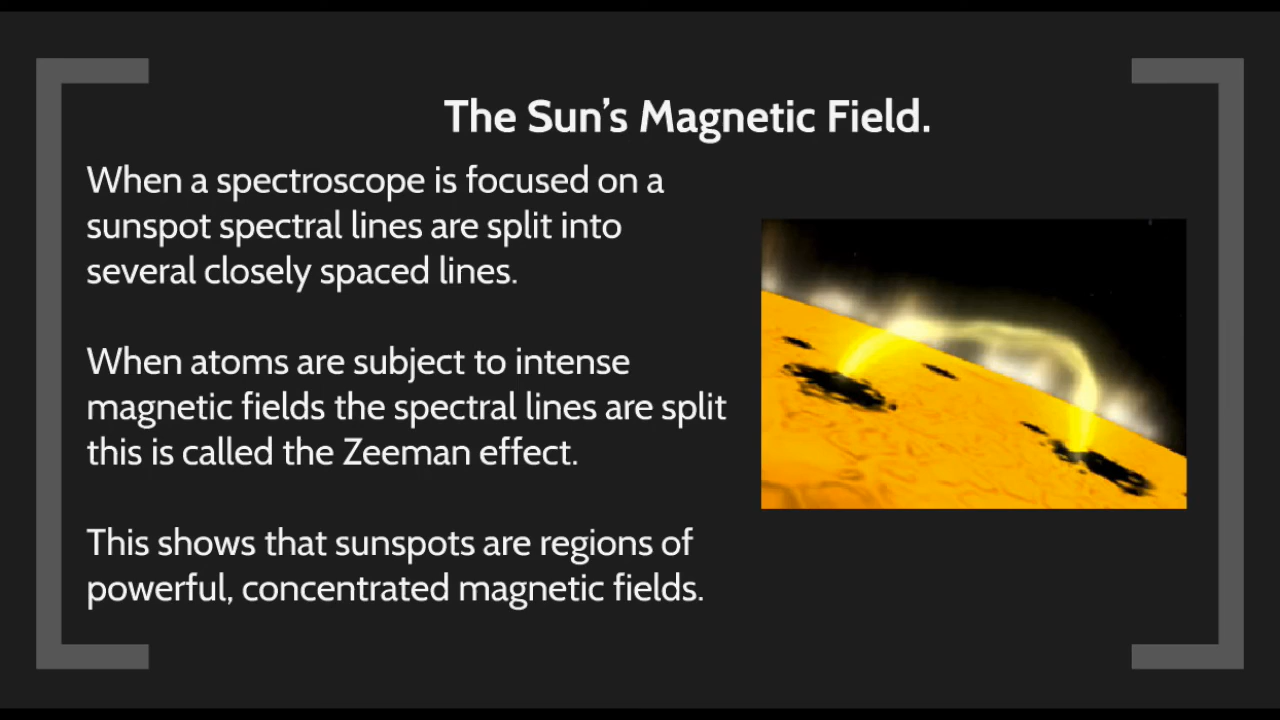 The Sun's Magnetic Field.
When a spectroscope is focused on a
sunspot spectral lines are split into
several closely spaced lines.
When atoms are subject to intense
magnetic fields the spectral lines are split
this is called the Zeeman effect.
This shows that sunspots are regions of
powerful, concentrated magnetic fields.